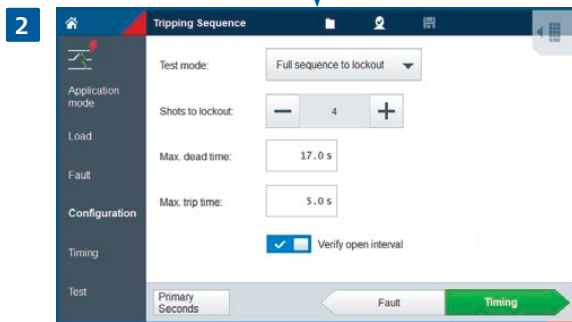 2
Tripping Sequence
Application
mode
Load
Fault
Configuration
Timing
Test
Test mode:
Full sequence to lockout
Shots to lockout:
4
Max. dead time:
17.0 s
Max. trip time:
5.0 s
Verify open interval
Primary
Seconds
Fault
Timing